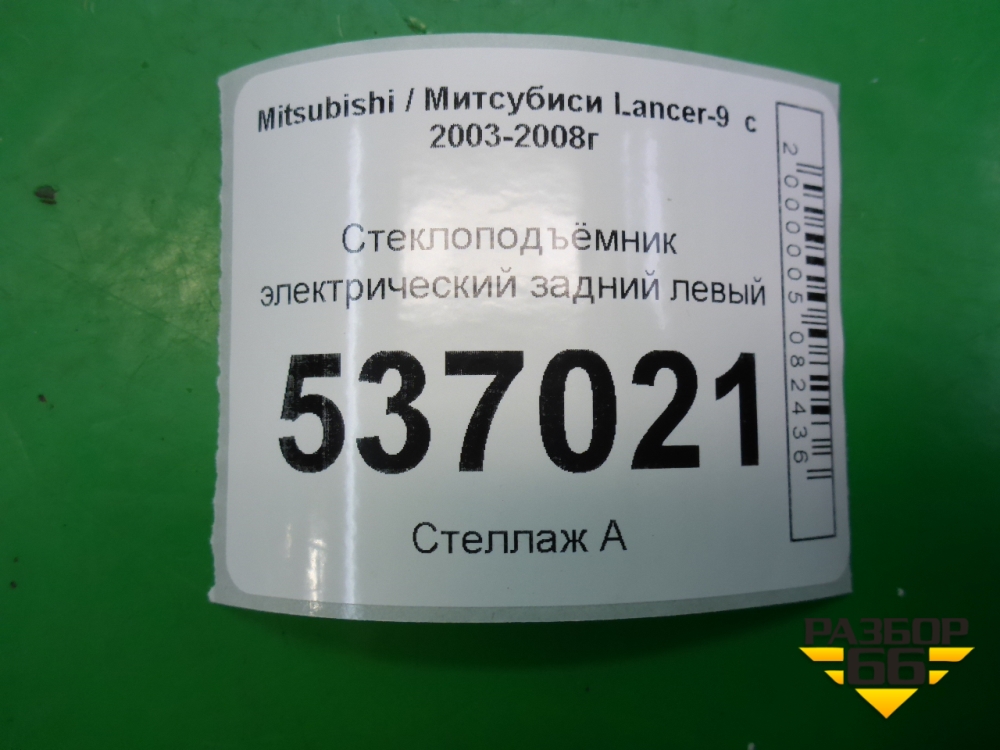 Mitsubishi / Митсубиси Lancer-9 с
2003-2008г
Стеклоподъёмник
электрический задний левый
537021
Стеллаж А
2000005082436
РАЗБОР
66